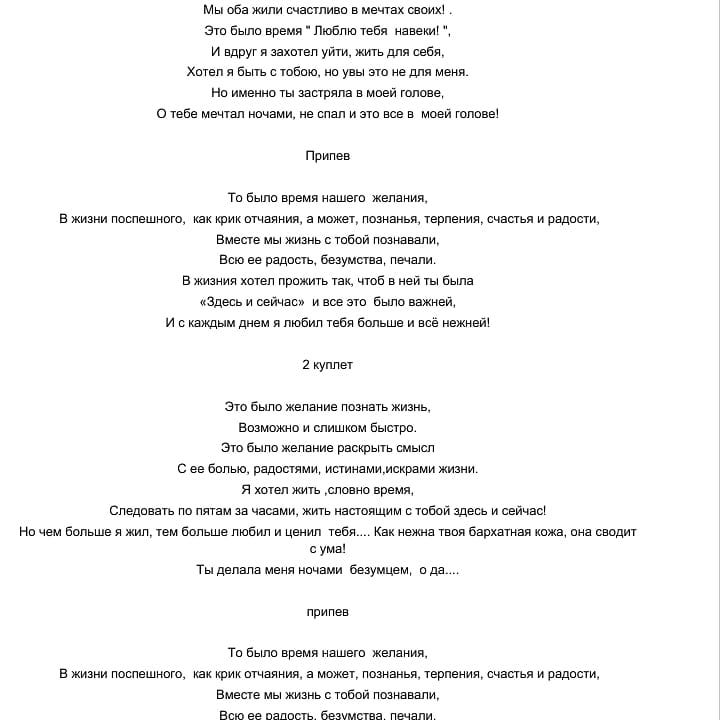 Мы оба жили счастливо в мечтах своих! .
Это было время " Люблю тебя  навеки! ",
И вдруг я захотел уйти, жить для себя,
Хотел я быть с тобою, но увы это не для меня.
Но именно ты застряла в моей голове,
О тебе мечтал ночами, не спал и это все в  моей голове!
Припев
То было время нашего  желания,
В жизни поспешного,  как крик отчаяния, а может, познанья, терпения, счастья и радости,
Вместе мы жизнь с тобой познавали,
Всю ее радость, безумства, печали.
В жизния хотел прожить так, чтоб в ней ты была
«Здесь и сейчас»  и все это  было важней,
И с каждым днем я любил тебя больше и всё нежней!
2 куплет
Это было желание познать жизнь,
Возможно и слишком быстро.
Это было желание раскрыть смысл
С ее болью, радостями, истинами,искрами жизни.
Я хотел жить ,словно время,
Следовать по пятам за часами, жить настоящим с тобой здесь и сейчас!
Но чем больше я жил, тем больше любил и ценил  тебя.... Как нежна твоя бархатная кожа, она сводит
с ума!
Ты делала меня ночами  безумцем,  о да....
припев
То было время нашего  желания,
В жизни поспешного,  как крик отчаяния, а может, познанья, терпения, счастья и радости,
Вместе мы жизнь с тобой познавали,
Всю ее радость, безумства, печали.